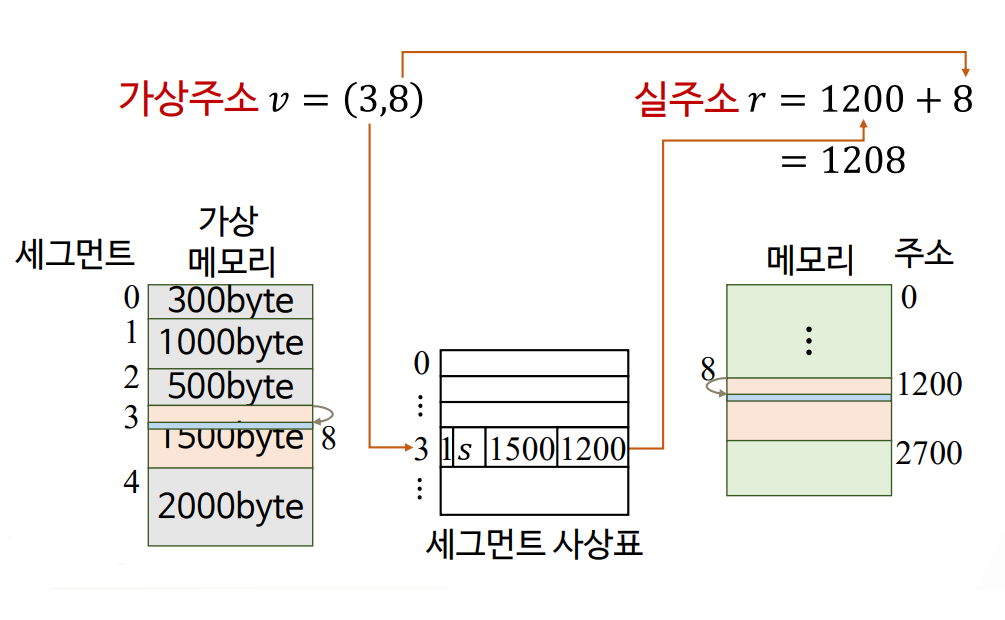 가상주소 v = (3,8)
실주소 r = 1200 + 8
= 1208
세그먼트
가상
메모리
0 300byte
1 1000byte
2 500byte
3 1500byte 8
4 2000byte
0
⋮
3 1 s 1500 1200
⋮
세그먼트 사상표
메모리 주소
0
⋮
8 1200
2700